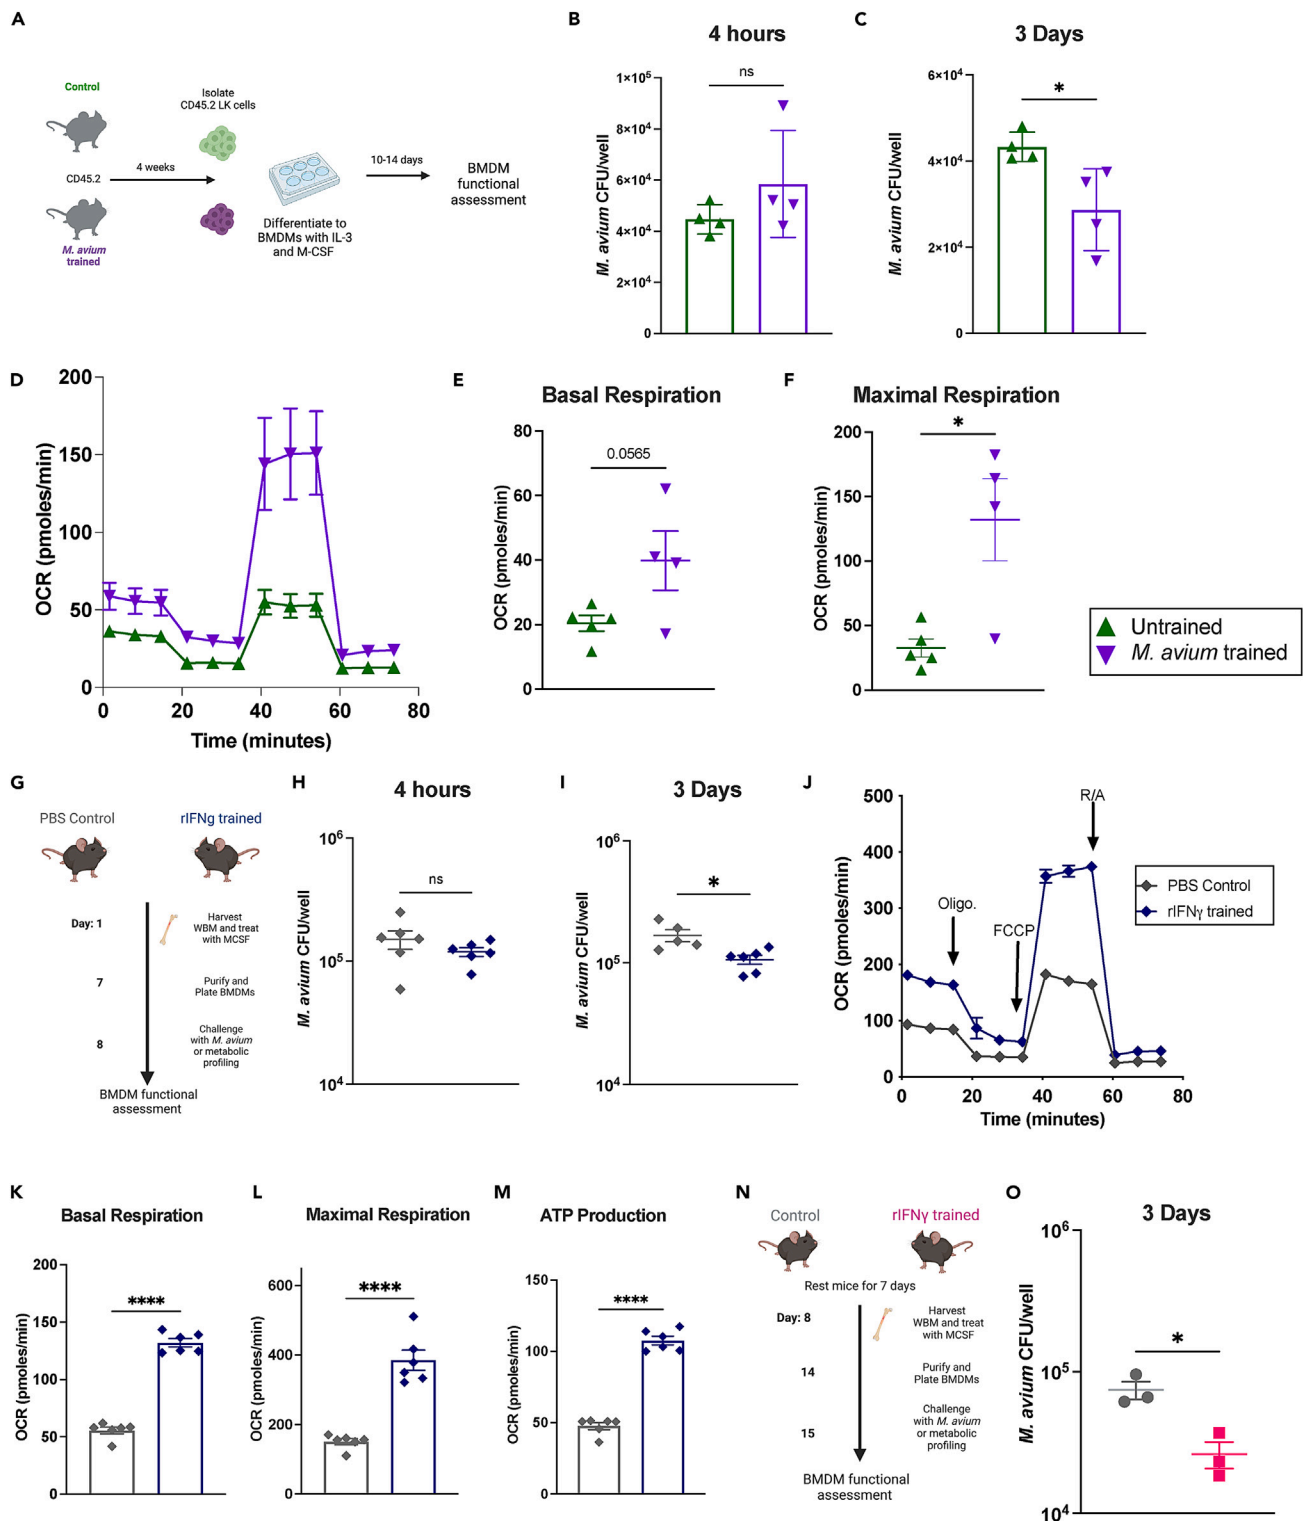 A
Control
CD45.2
M. avium
trained
4 weeks
Isolate
CD45.2 LK cells
Differentiate to
BMDMs with IL-3
and M-CSF
10-14 days
BMDM
functional
assessment
B
4 hours
ns
M. avium CFU/well
1×10⁵
8×10⁴
6×10⁴
4×10⁴
2×10⁴
0
C
3 Days
*
M. avium CFU/well
6×10⁴
4×10⁴
2×10⁴
0
D
OCR (pmoles/min)
200
150
100
50
0
0 20 40 60 80
Time (minutes)
E
Basal Respiration
0.0565
OCR (pmoles/min)
80
60
40
20
0
F
Maximal Respiration
*
OCR (pmoles/min)
200
150
100
50
0
Untrained
M. avium trained
G
PBS Control
rIFNg trained
Day: 1
Harvest
WBM and treat
with MCSF
7
Purify and
Plate BMDMs
8
Challenge
with M. avium
or metabolic
profiling
BMDM functional
assessment
H
4 hours
ns
M. avium CFU/well
10⁶
10⁵
10⁴
I
3 Days
*
M. avium CFU/well
10⁶
10⁵
10⁴
J
OCR (pmoles/min)
500
400
300
200
100
0
0 20 40 60 80
Time (minutes)
Oligo.
FCCP
R/A
PBS Control
rIFNγ trained
K
Basal Respiration
****
OCR (pmoles/min)
200
150
100
50
0
L
Maximal Respiration
****
OCR (pmoles/min)
600
400
200
0
M
ATP Production
****
OCR (pmoles/min)
150
100
50
0
N
Control
rIFNγ trained
Rest mice for 7 days
Day: 8
Harvest
WBM and treat
with MCSF
14
Purify and
Plate BMDMs
15
Challenge
with M. avium
or metabolic
profiling
BMDM functional
assessment
O
3 Days
*
M. avium CFU/well
10⁶
10⁵
10⁴